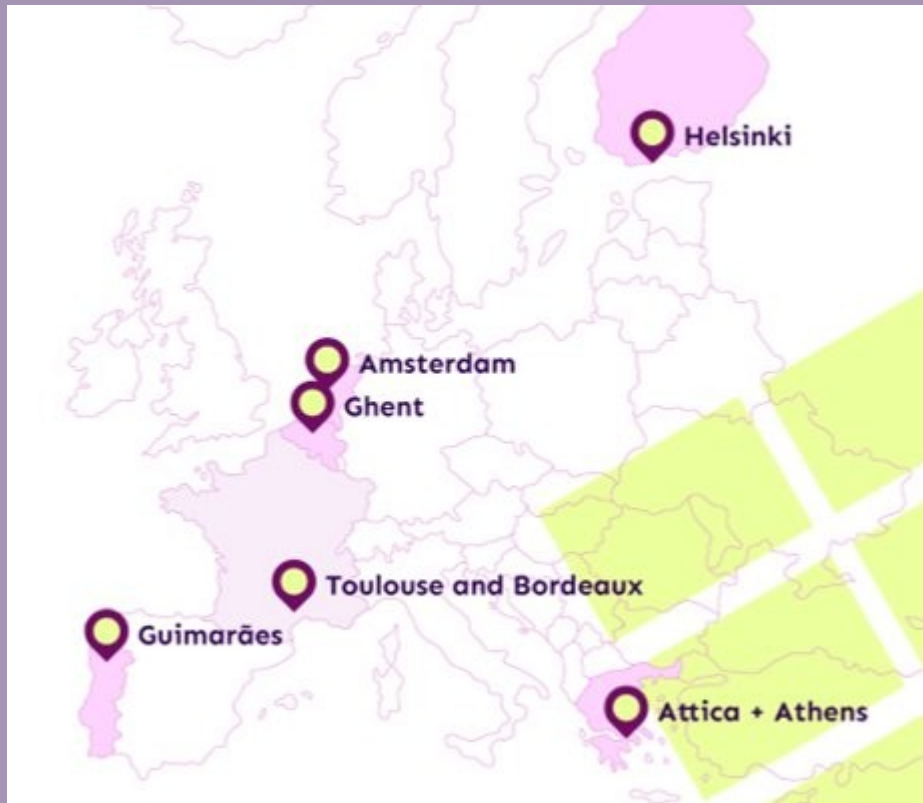 Helsinki
Amsterdam
Ghent
Toulouse and Bordeaux
Guimarães
Attica + Athens